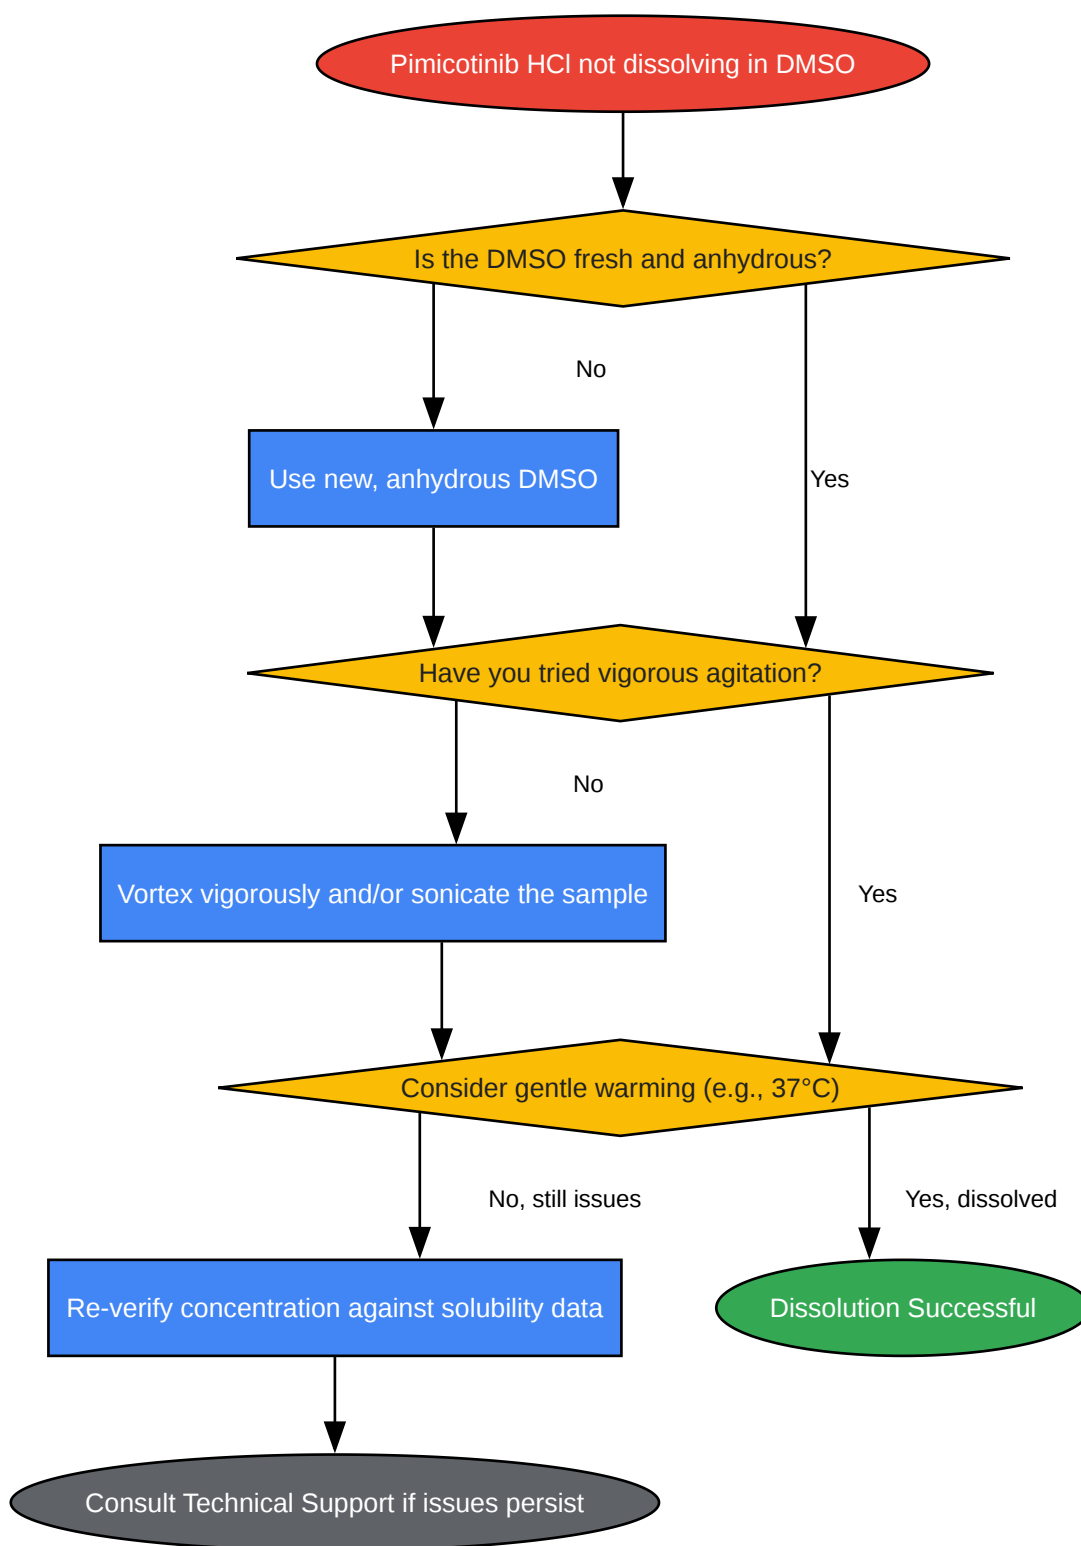 Pimicotinib HCl not dissolving in DMSO
Is the DMSO fresh and anhydrous?
No
Use new, anhydrous DMSO
Yes
Have you tried vigorous agitation?
No
Vortex vigorously and/or sonicate the sample
Yes
Consider gentle warming (e.g., 37°C)
No, still issues
Yes, dissolved
Re-verify concentration against solubility data
Dissolution Successful
Consult Technical Support if issues persist